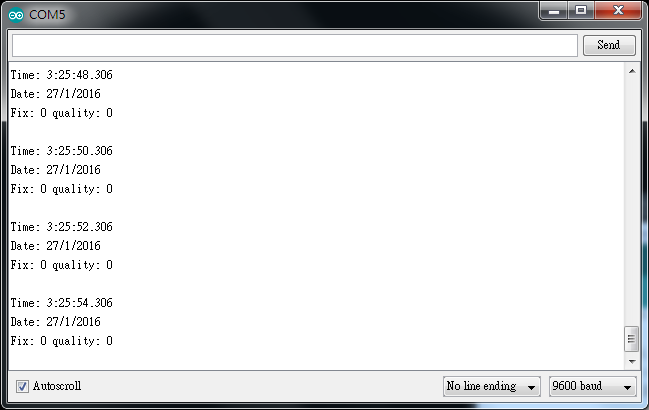 COM5
Send
Time: 3:25:48.306
Date: 27/1/2016
Fix: 0 quality: 0
Time: 3:25:50.306
Date: 27/1/2016
Fix: 0 quality: 0
Time: 3:25:52.306
Date: 27/1/2016
Fix: 0 quality: 0
Time: 3:25:54.306
Date: 27/1/2016
Fix: 0 quality: 0
Autoscroll
No line ending
9600 baud